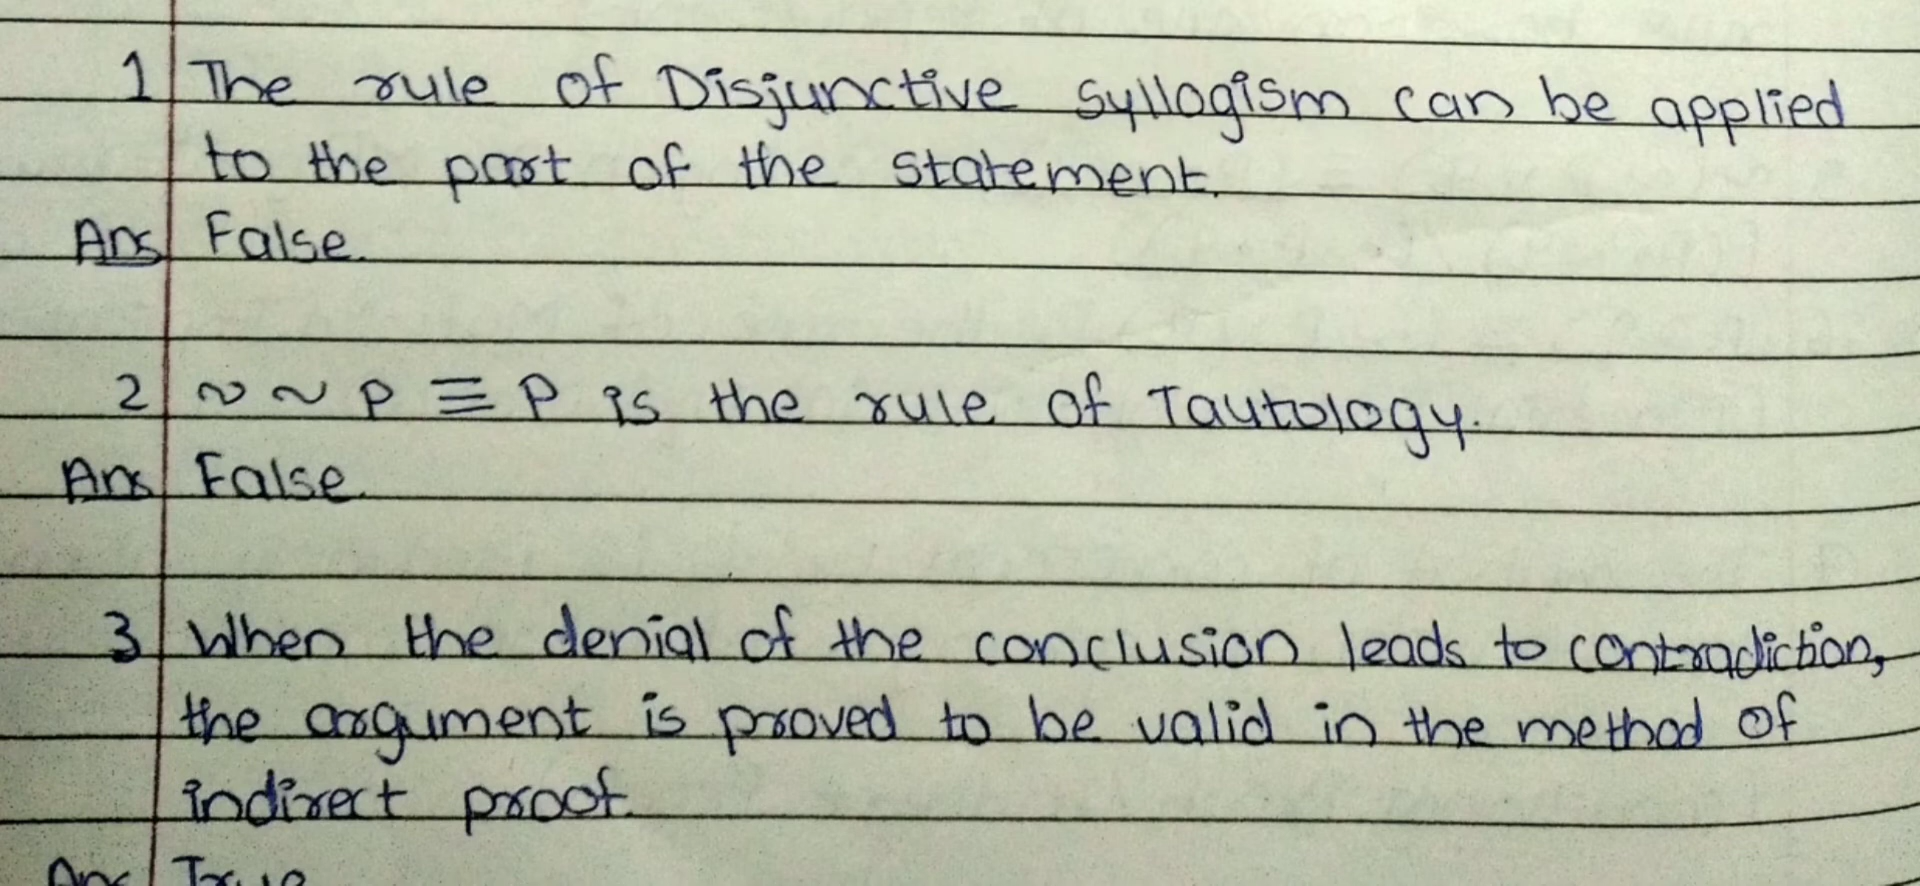 1 The rule of Disjunctive Syllogism can be applied
to the part of the statement.
Ans False.
2 ~ ~ p ≡ p is the rule of Tautology.
Ans False.
3 When the denial of the conclusion leads to contradiction,
the argument is proved to be valid in the method of
indirect proof.
Ans True